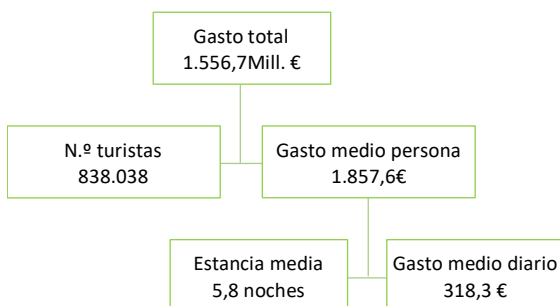 Gasto total
1.556,7Mill. €
N.º turistas
838.038
Gasto medio persona
1.857,6€
Estancia media
5,8 noches
Gasto medio diario
318,3 €